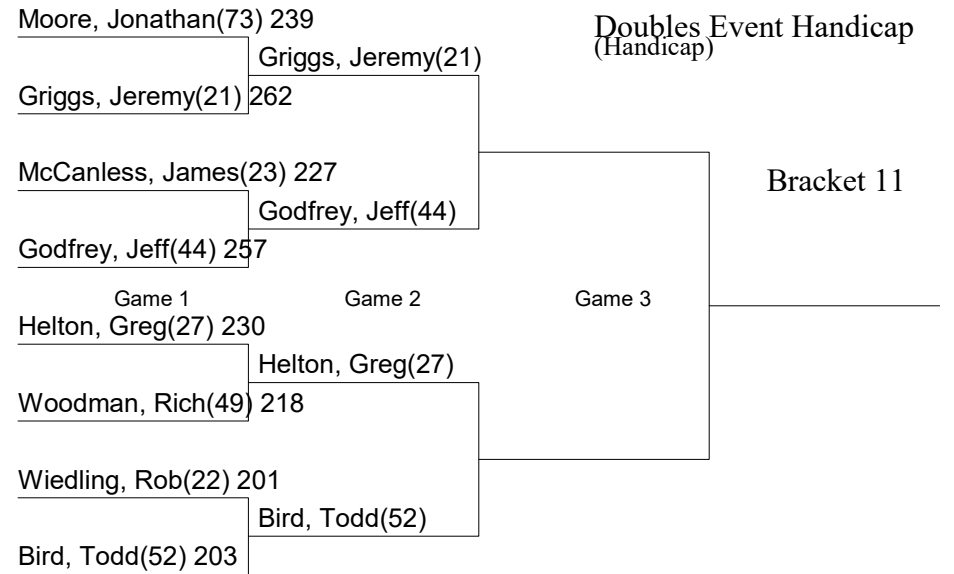 Moore, Jonathan(73) 239
Doubles Event Handicap
(Handicap)
Griggs, Jeremy(21)
Griggs, Jeremy(21) 262
McCanless, James(23) 227
Bracket 11
Godfrey, Jeff(44)
Godfrey, Jeff(44) 257
Game 1
Game 2
Game 3
Helton, Greg(27) 230
Helton, Greg(27)
Woodman, Rich(49) 218
Wiedling, Rob(22) 201
Bird, Todd(52)
Bird, Todd(52) 203